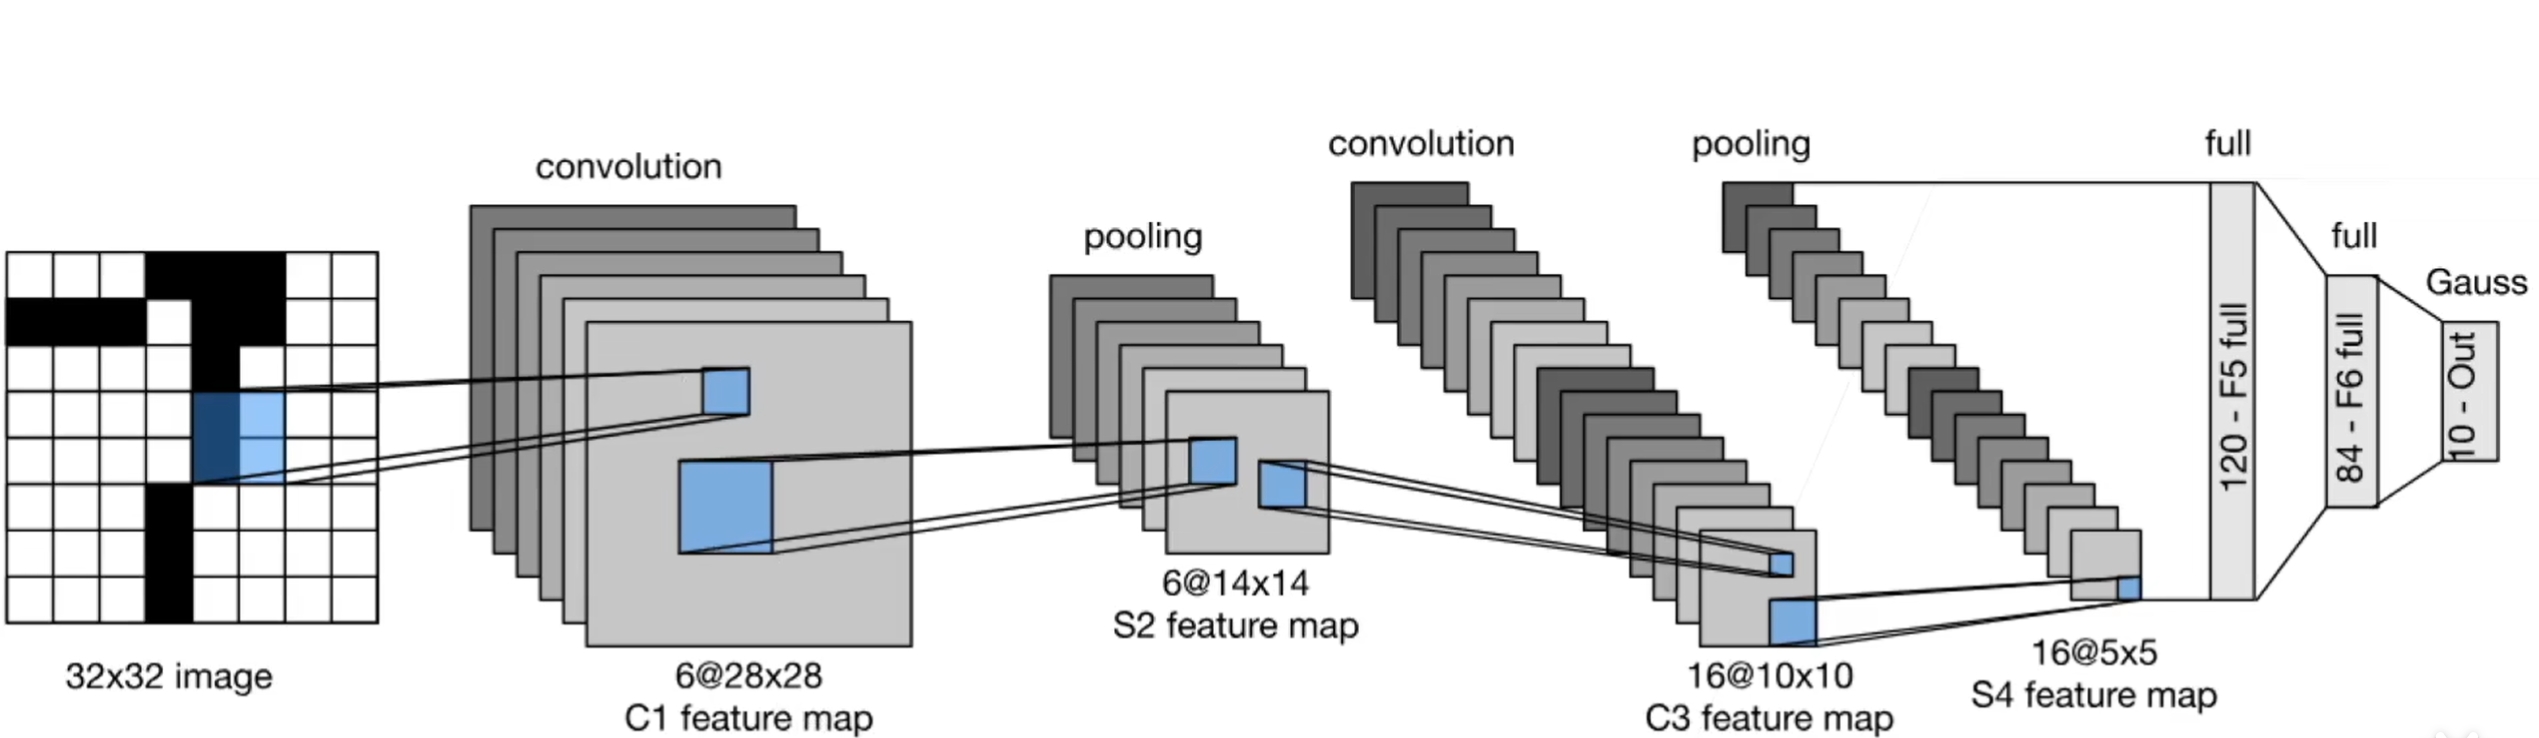 convolution
pooling
convolution
pooling
full
full
Gauss
120 - F5 full
84 - F6 full
10 - Out
32x32 image
6@28x28
C1 feature map
6@14x14
S2 feature map
16@10x10
C3 feature map
16@5x5
S4 feature map